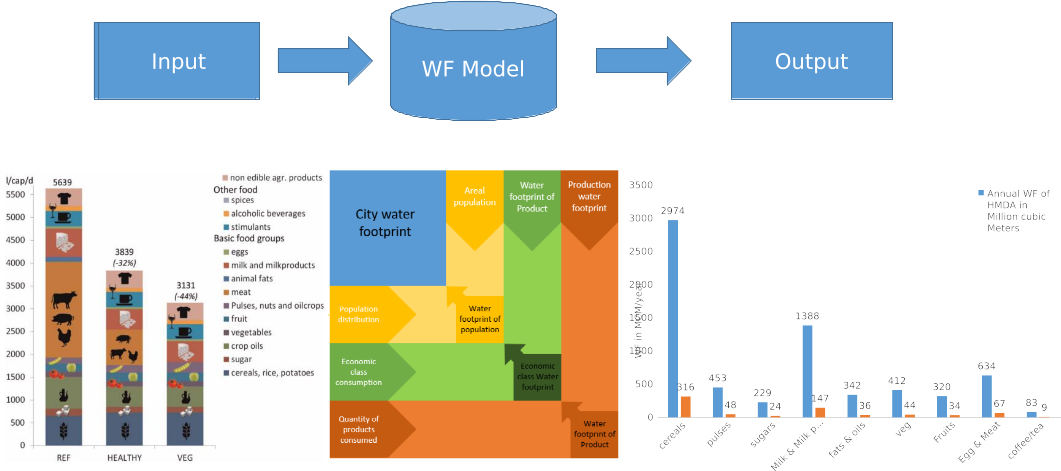 Input
WF Model
Output
l/cap/d
5639
5500
5000
4500
4000
3500
3000
2500
2000
1500
1000
500
0
3839
(-32%)
3131
(-44%)
REF
HEALTHY
VEG
non edible agr. products
Other food
spices
alcoholic beverages
stimulants
Basic food groups
eggs
milk and milkproducts
animal fats
meat
Pulses, nuts and oilcrops
fruit
vegetables
crop oils
sugar
cereals, rice, potatoes
City water
footprint
Areal
population
Water
footprint of
Product
Production
water
footprint
Population
distribution
Water
footprint of
population
Economic
class
consumption
Economic
class Water
footprint
Quantity of
products
consumed
Water
footprint of
Product
WF in MCM/year
3500
3000
2500
2000
1500
1000
500
0
2974
316
453
48
229
24
1388
147
342
36
412
44
320
34
634
67
83
9
cereals
pulses
sugars
Milk & Milk p...
fats & oils
veg
Fruits
Egg & Meat
coffee/tea
Annual WF of
HMDA in
Million cubic
Meters